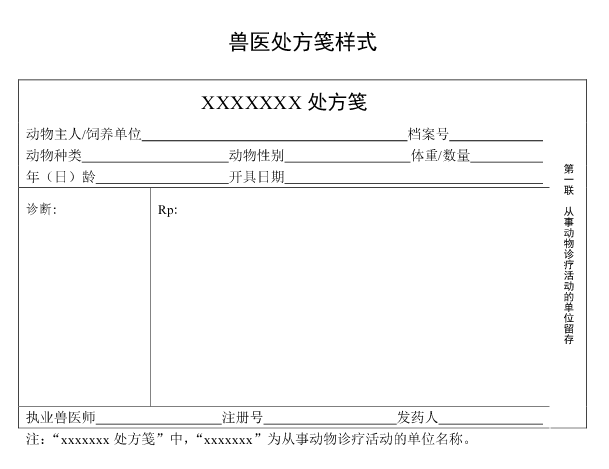 兽医处方笺样式
XXXXXXX 处方笺
动物主人/饲养单位 档案号
动物种类 动物性别 体重/数量
年（日）龄 开具日期
诊断: Rp:
执业兽医师 注册号 发药人
第一联 从事动物诊疗活动的单位留存
注：“xxxxxxx 处方笺”中，“xxxxxxx”为从事动物诊疗活动的单位名称。